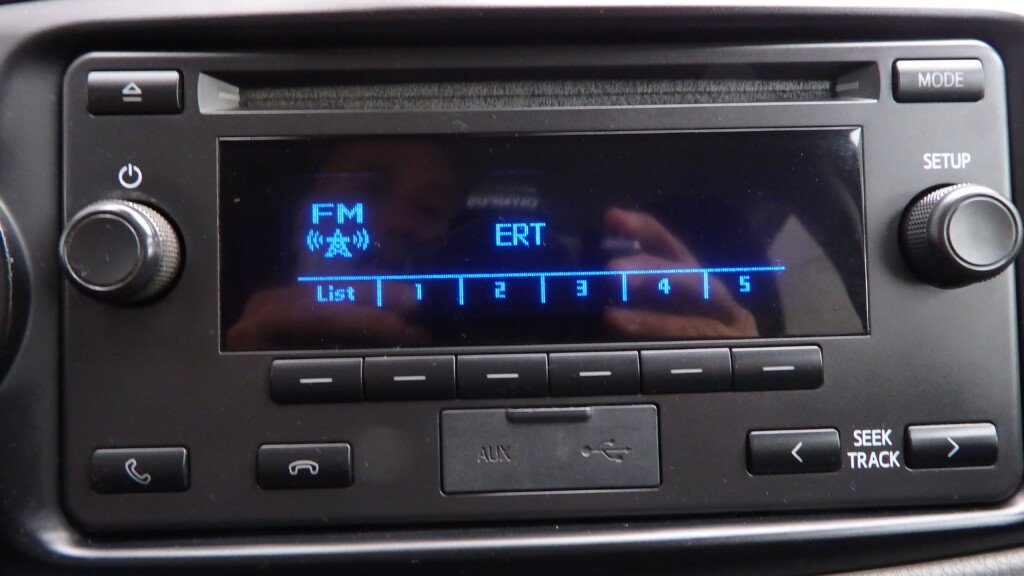 MODE
SETUP
FM
ERT
List 1 2 3 4 5
AUX
SEEK
TRACK